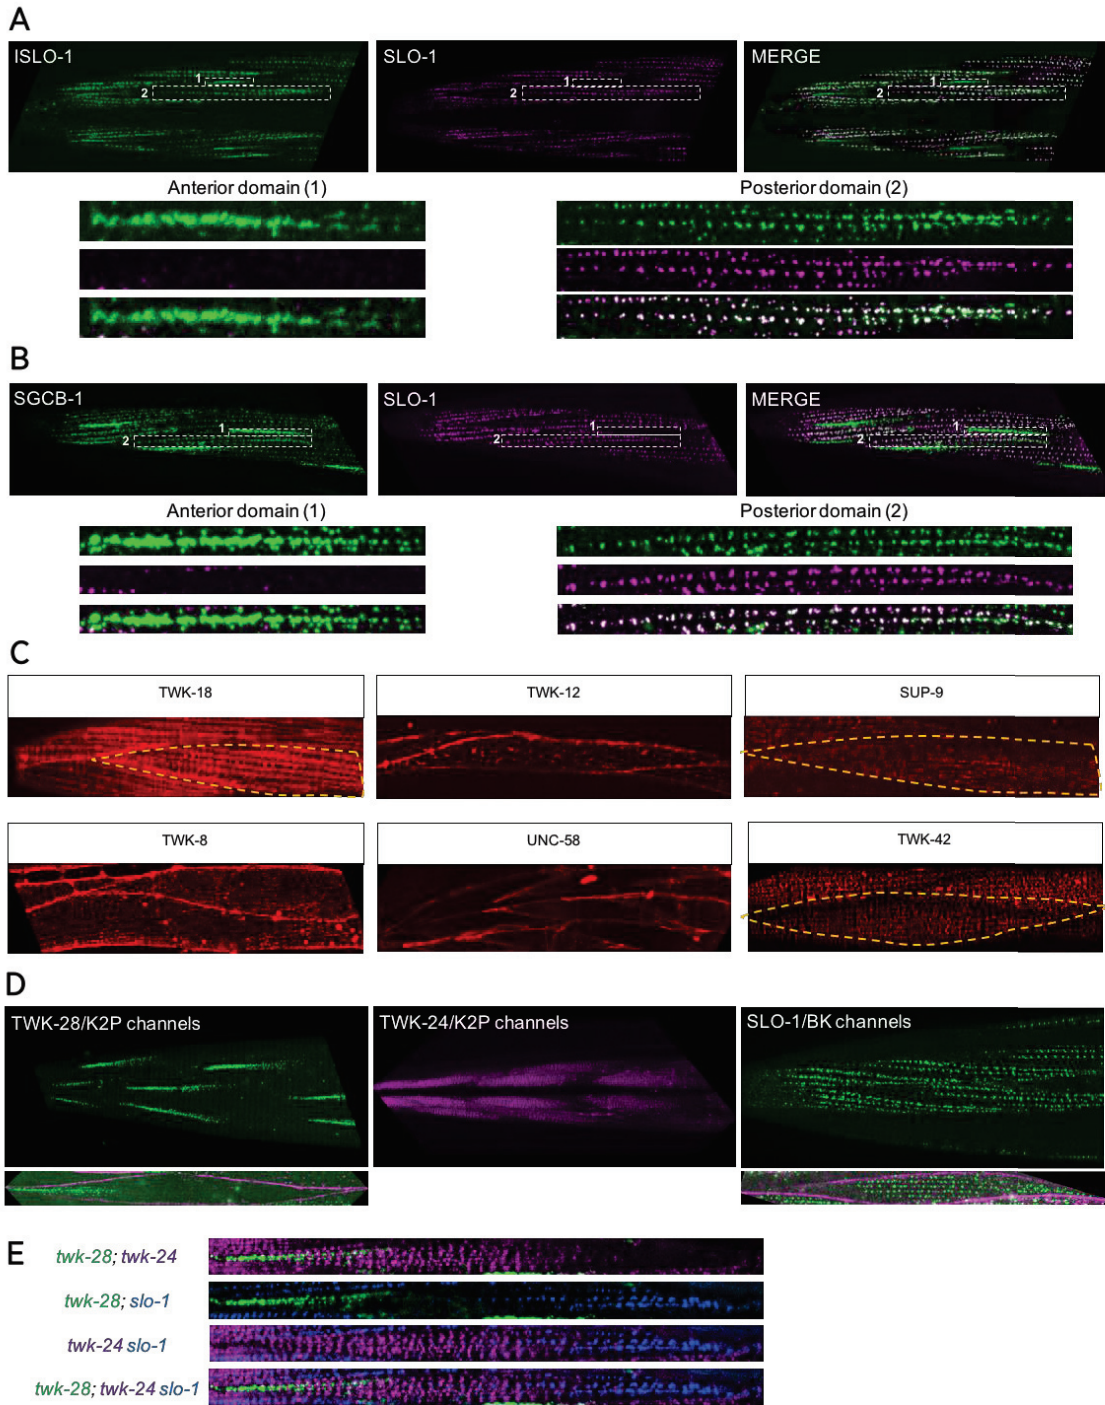 A
ISLO-1
SLO-1
MERGE
1
2
1
2
1
2
Anterior domain (1)
Posterior domain (2)
B
SGCB-1
SLO-1
MERGE
1
2
1
2
1
2
Anterior domain (1)
Posterior domain (2)
C
TWK-18
TWK-12
SUP-9
TWK-8
UNC-58
TWK-42
D
TWK-28/K2P channels
TWK-24/K2P channels
SLO-1/BK channels
E
twk-28; twk-24
twk-28; slo-1
twk-24 slo-1
twk-28; twk-24 slo-1